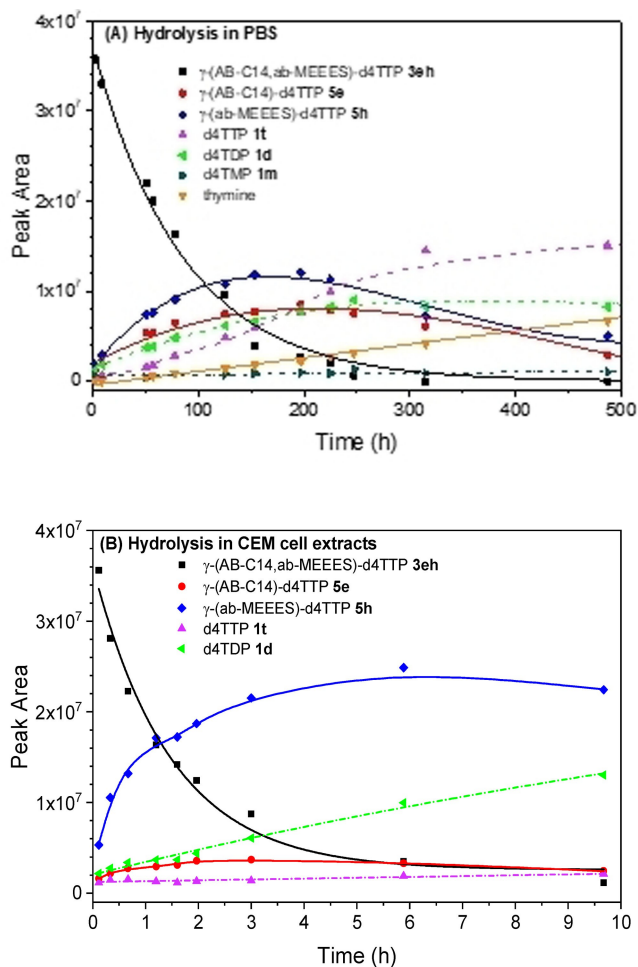 (A) Hydrolysis in PBS
γ-(AB-C14,ab-MEEES)-d4TTP 3eh
γ-(AB-C14)-d4TTP 5e
γ-(ab-MEEES)-d4TTP 5h
d4TTP 1t
d4TDP 1d
d4TMP 1m
thymine
Peak Area
4x10⁷
3x10⁷
2x10⁷
1x10⁷
0
0 100 200 300 400 500
Time (h)
(B) Hydrolysis in CEM cell extracts
γ-(AB-C14,ab-MEEES)-d4TTP 3eh
γ-(AB-C14)-d4TTP 5e
γ-(ab-MEEES)-d4TTP 5h
d4TTP 1t
d4TDP 1d
Peak Area
4x10⁷
3x10⁷
2x10⁷
1x10⁷
0
0 1 2 3 4 5 6 7 8 9 10
Time (h)